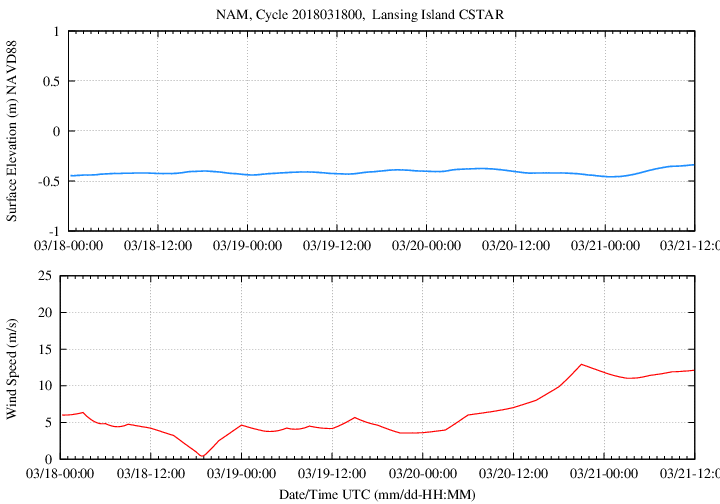 NAM, Cycle 2018031800,  Lansing Island CSTAR
Surface Elevation (m) NAVD88
1
0.5
0
-0.5
-1
03/18-00:00 03/18-12:00 03/19-00:00 03/19-12:00 03/20-00:00 03/20-12:00 03/21-00:00 03/21-12:0
Wind Speed (m/s)
25
20
15
10
5
0
03/18-00:00 03/18-12:00 03/19-00:00 03/19-12:00 03/20-00:00 03/20-12:00 03/21-00:00 03/21-12:0
Date/Time UTC (mm/dd-HH:MM)